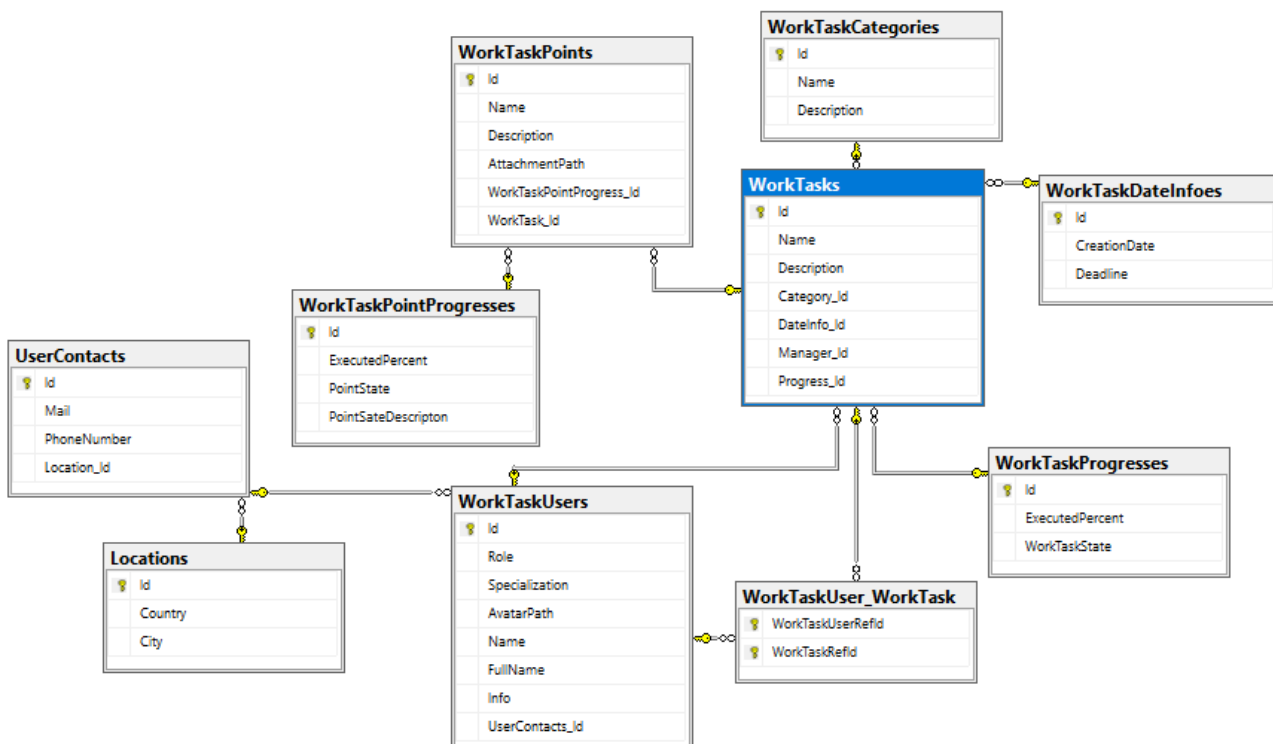 WorkTaskCategories
Id
Name
Description
WorkTaskPoints
Id
Name
Description
AttachmentPath
WorkTaskPointProgress_Id
WorkTask_Id
WorkTasks
Id
Name
Description
Category_Id
DateInfo_Id
Manager_Id
Progress_Id
WorkTaskDateInfoes
Id
CreationDate
Deadline
WorkTaskPointProgresses
Id
ExecutedPercent
PointState
PointSateDescripton
UserContacts
Id
Mail
PhoneNumber
Location_Id
WorkTaskProgresses
Id
ExecutedPercent
WorkTaskState
WorkTaskUsers
Id
Role
Specialization
AvatarPath
Name
FullName
Info
UserContacts_Id
Locations
Id
Country
City
WorkTaskUser_WorkTask
WorkTaskUserRefId
WorkTaskRefId